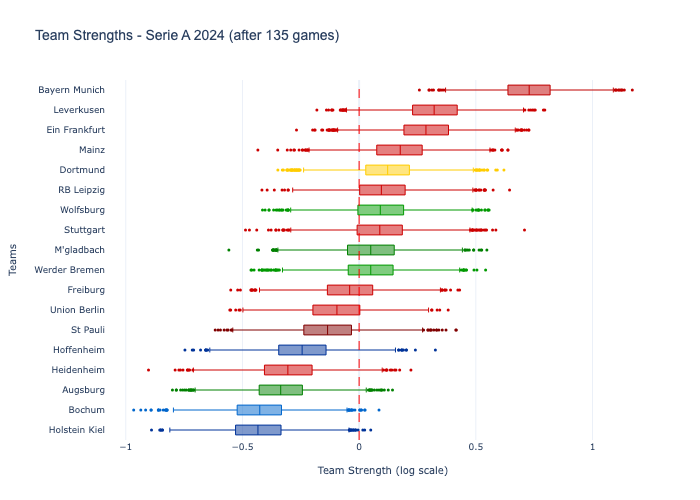 Team Strengths - Serie A 2024 (after 135 games)
Bayern Munich
Leverkusen
Ein Frankfurt
Mainz
Dortmund
RB Leipzig
Wolfsburg
Stuttgart
M'gladbach
Werder Bremen
Freiburg
Union Berlin
St Pauli
Hoffenheim
Heidenheim
Augsburg
Bochum
Holstein Kiel
Teams
−1
−0.5
0
0.5
1
Team Strength (log scale)